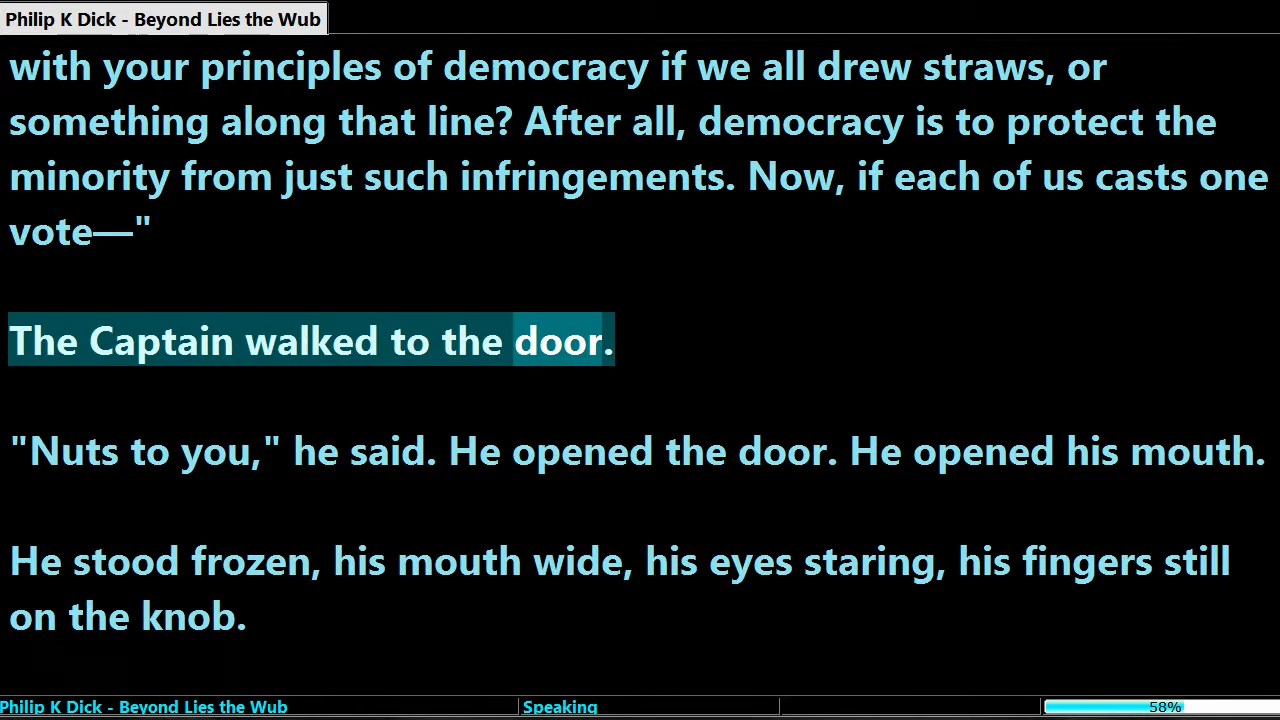 Philip K Dick - Beyond Lies the Wub
with your principles of democracy if we all drew straws, or
something along that line? After all, democracy is to protect the
minority from just such infringements. Now, if each of us casts one
vote—"
The Captain walked to the door.
"Nuts to you," he said. He opened the door. He opened his mouth.
He stood frozen, his mouth wide, his eyes staring, his fingers still
on the knob.
Philip K Dick - Beyond Lies the Wub Speaking 58%